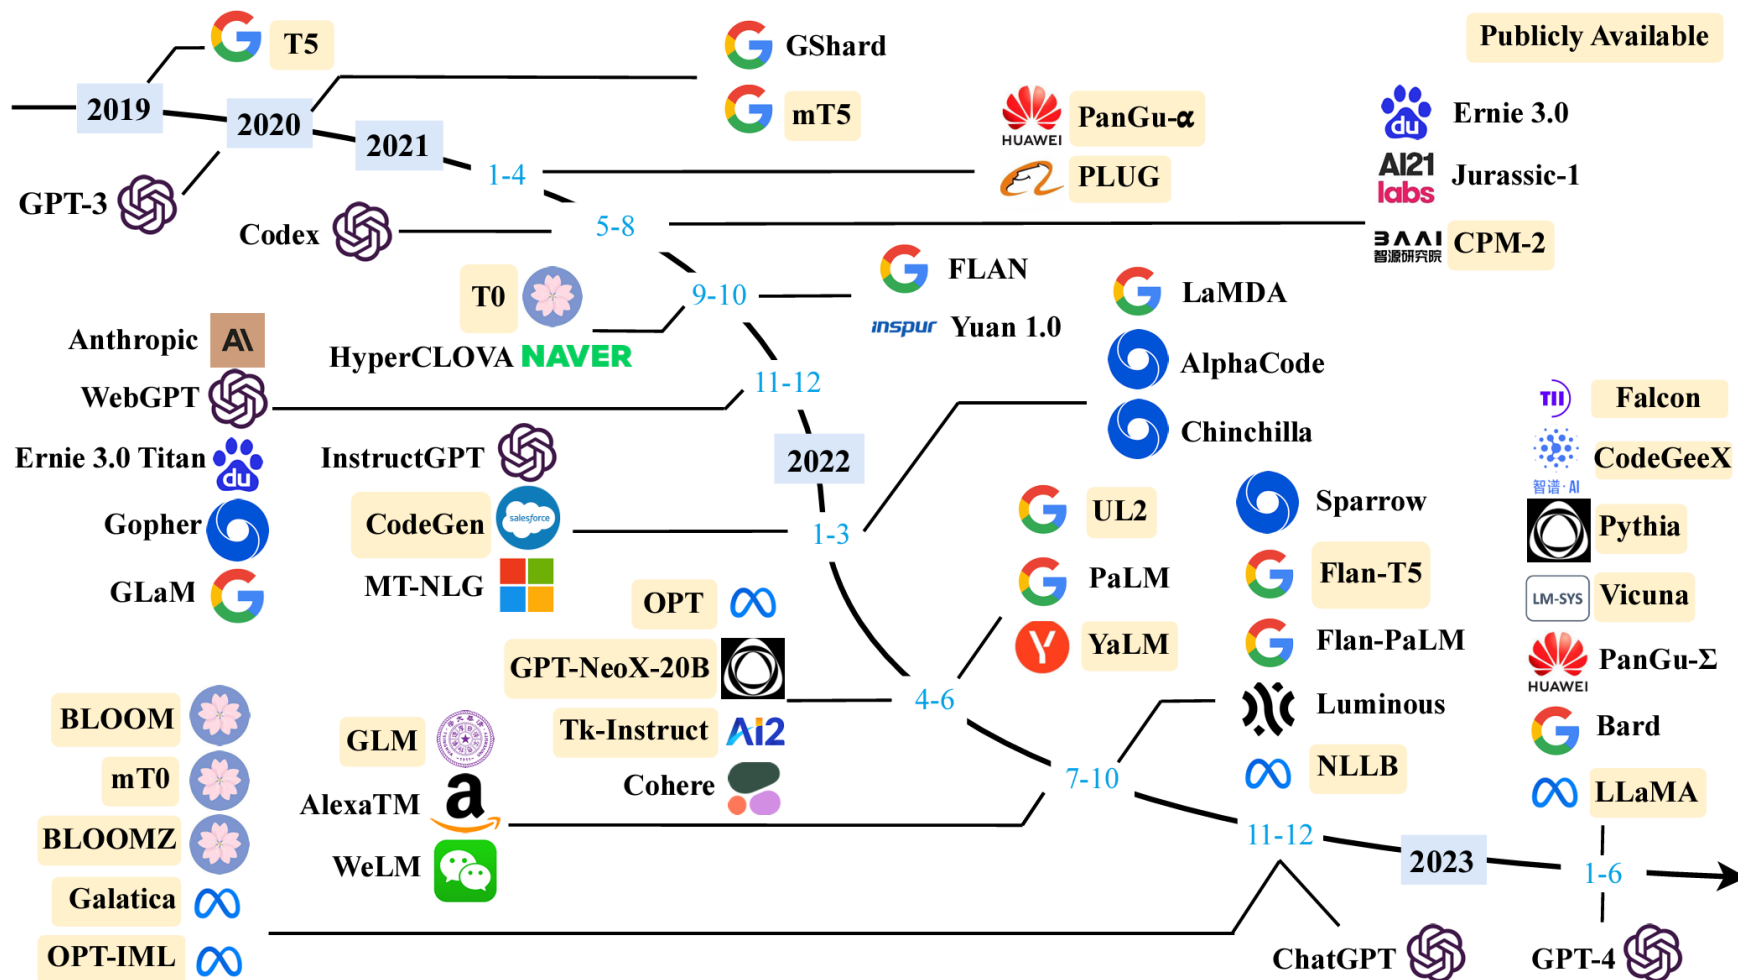 T5
GShard
Publicly Available
2019
2020
2021
mT5
PanGu-α
HUAWEI
PLUG
du
Ernie 3.0
AI21
labs
Jurassic-1
BAAI
智源研究院
CPM-2
GPT-3
1-4
Codex
5-8
T0
9-10
FLAN
inspur
Yuan 1.0
LaMDA
AlphaCode
Chinchilla
HyperCLOVA NAVER
Anthropic
A\
WebGPT
11-12
Ernie 3.0 Titan
du
Gopher
GLaM
InstructGPT
CodeGen
salesforce
MT-NLG
2022
1-3
TII
Falcon
CodeGeeX
智谱·AI
Pythia
LM-SYS
Vicuna
PanGu-Σ
HUAWEI
Bard
LLaMA
UL2
PaLM
YaLM
Sparrow
Flan-T5
Flan-PaLM
Luminous
NLLB
OPT
GPT-NeoX-20B
Tk-Instruct
Ai2
Cohere
4-6
BLOOM
mT0
BLOOMZ
Galatica
OPT-IML
GLM
AlexaTM
a
WeLM
7-10
11-12
2023
1-6
ChatGPT
GPT-4